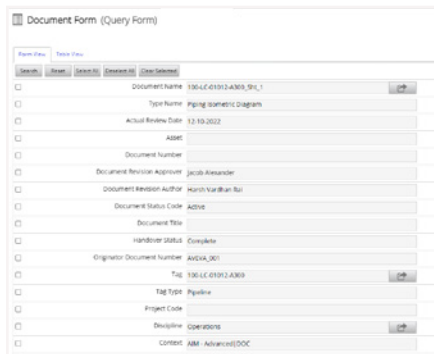 Document Form (Query Form)
Form View Table View
Search Reset Select All Deselect All Clear Selected
Document Name 100-LC-01012-A300_Sht_1
Type Name Piping Isometric Diagram
Actual Review Date 12-10-2022
Asset
Document Number
Document Revision Approver Jacob Alexander
Document Revision Author Harsh Vardhan Rai
Document Status Code Active
Document Title
Handover Status Complete
Originator Document Number AVEVA_001
Tag 100-LC-01012-A300
Tag Type Pipeline
Project Code
Discipline Operations
Context AIM - Advanced|DOC